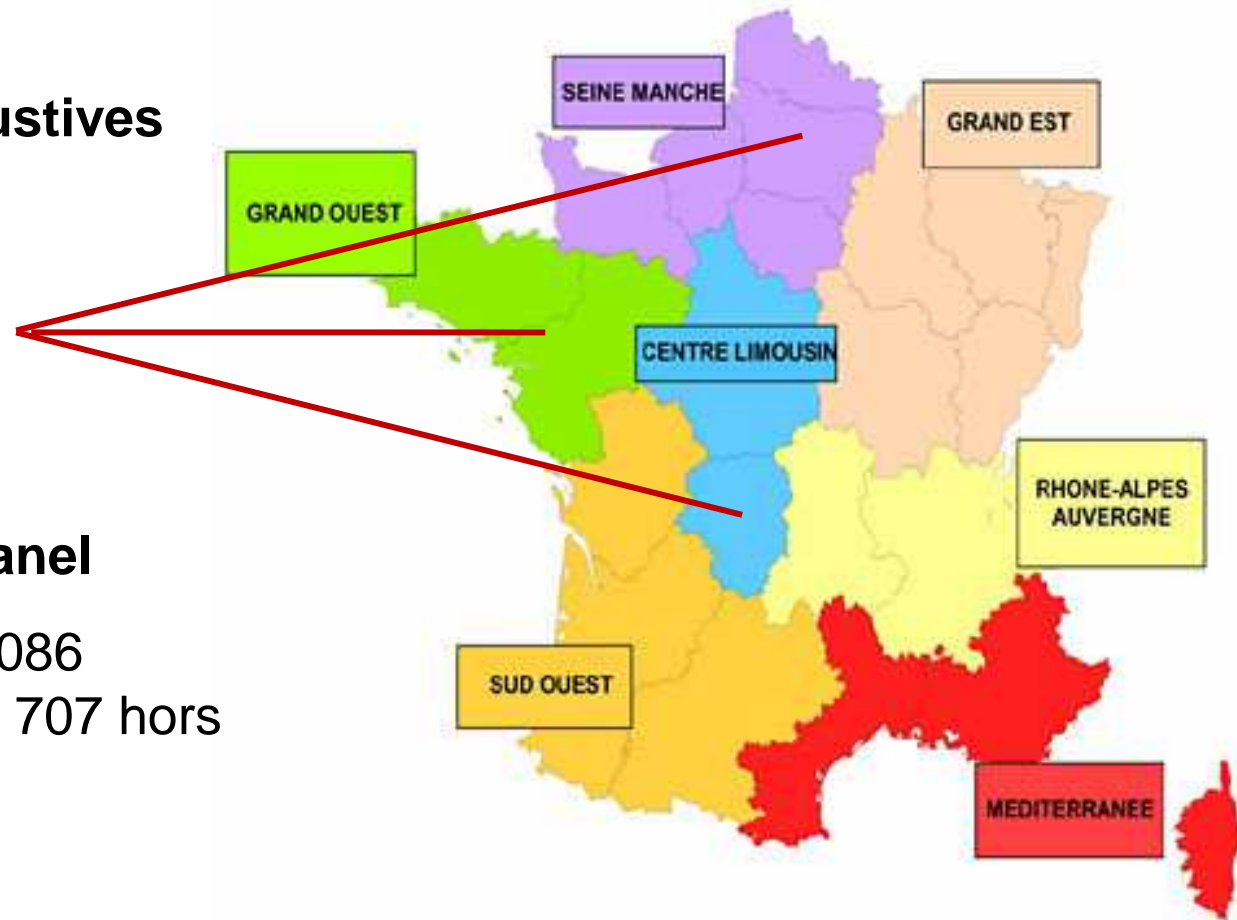 ustives
anel
086
707 hors
SEINE MANCHE
GRAND EST
GRAND OUEST
CENTRE LIMOUSIN
RHONE-ALPES
AUVERGNE
SUD OUEST
MEDITERRANEE